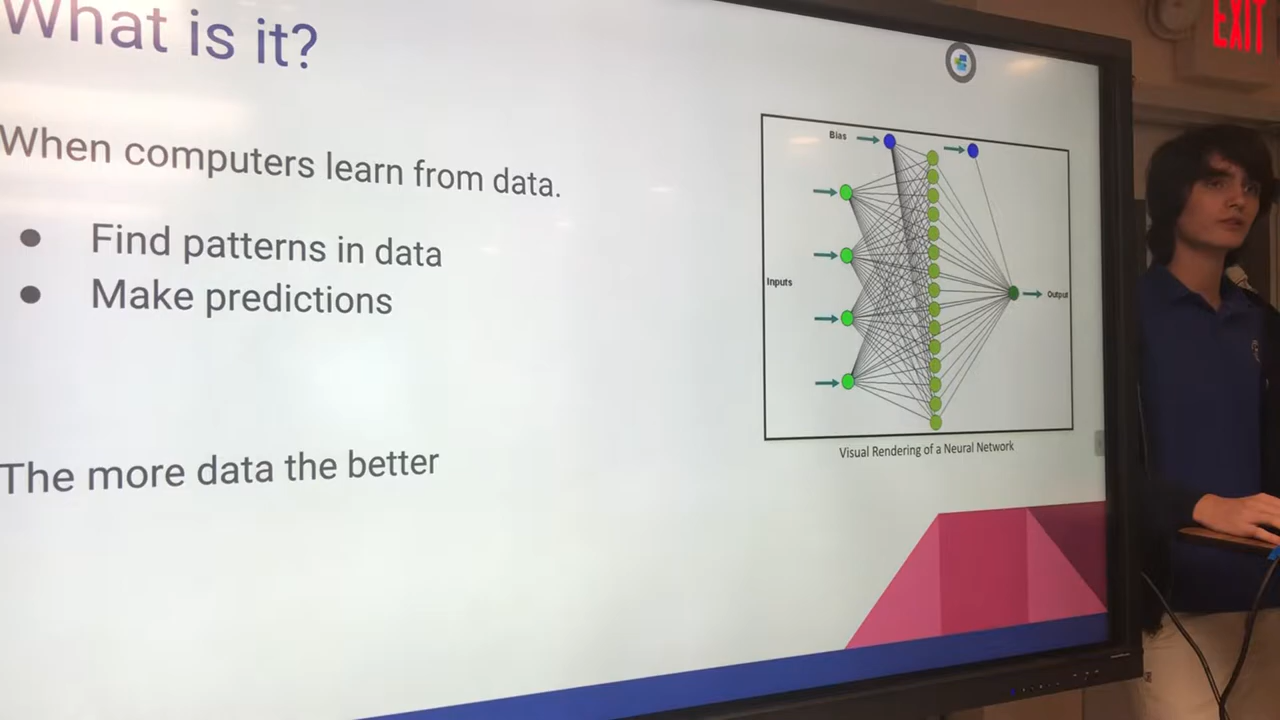 What is it?
EXIT
When computers learn from data.
● Find patterns in data
● Make predictions
The more data the better
Bias
Inputs
Output
Visual Rendering of a Neural Network